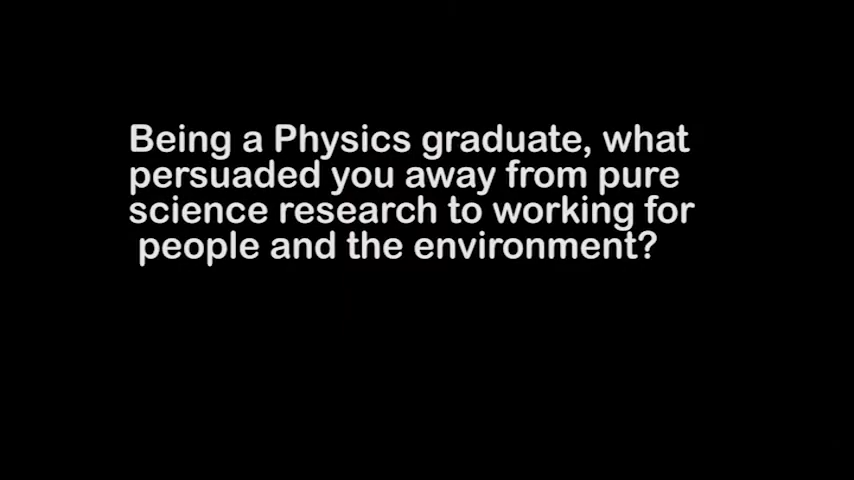 Being a Physics graduate, what
persuaded you away from pure
science research to working for
people and the environment?